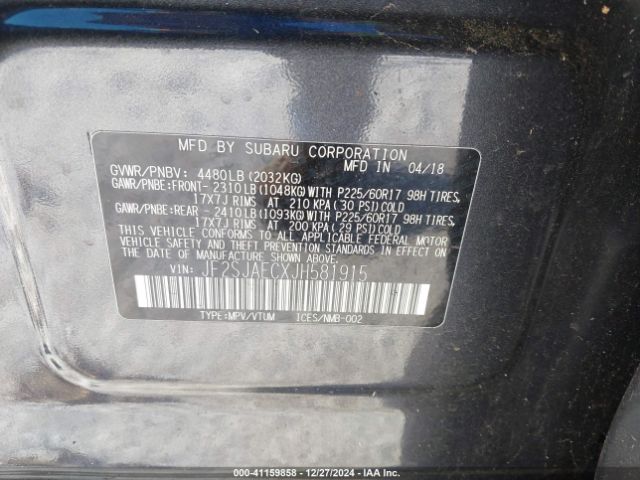 MFD BY SUBARU CORPORATION
GVWR/PNBV: 4480LB(2032KG) MFD IN 04/18
GAWR/PNBE:FRONT-2310LB(1048KG)WITH P225/60R17 98H TIRES,
17X7J RIMS AT 210 KPA(30 PSI)COLD
GAWR/PNBE:REAR -2410LB(1093KG)WITH P225/60R17 98H TIRES,
17X7J RIMS AT 200 KPA(29 PSI)COLD
THIS VEHICLE CONFORMS TO ALL APPLICABLE FEDERAL MOTOR
VEHICLE SAFETY AND THEFT PREVENTION STANDARDS IN EFFECT ON
THE DATE OF MANUFACTURE SHOWN ABOVE.
VIN: JF2SJAECXJH581915
TYPE:MPV/VTUM ICES/NMB-002
000-41159858 | 12/27/2024 - IAA Inc.